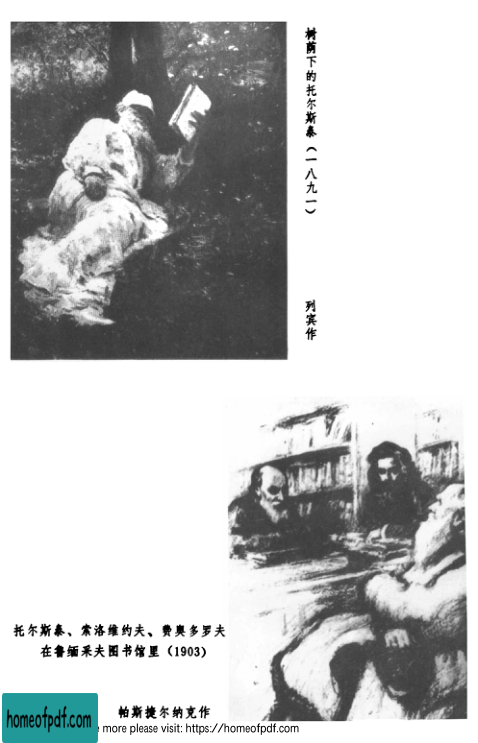 树荫下的托尔斯泰（一八九一）
列宾作
托尔斯泰、索洛维约夫、费奥多罗夫
在鲁缅采夫图书馆里（1903）
帕斯捷尔纳克作
homeofpdf.com
e more please visit: https://homeofpdf.com